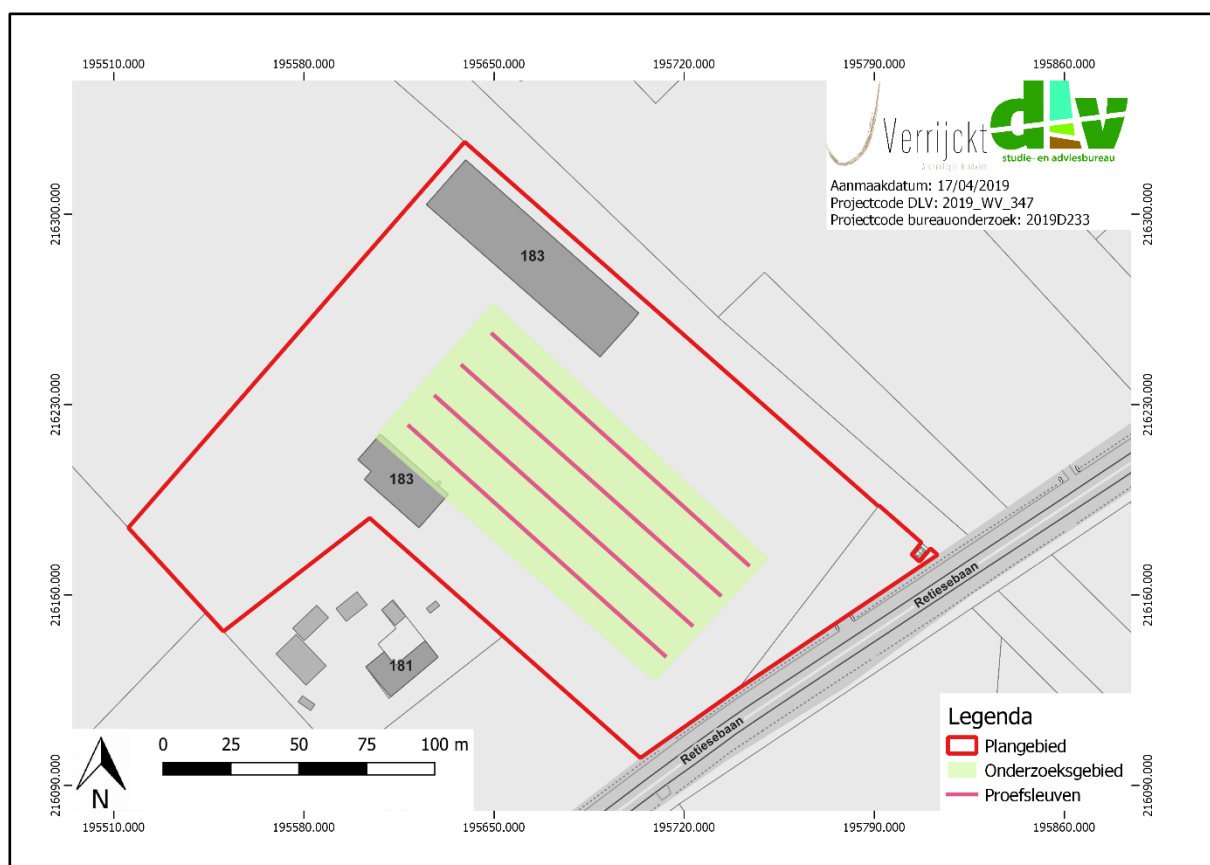 195510.000 195580.000 195650.000 195720.000 195790.000 195860.000
Verrijckt
Archeologie & advies
dLv
studie- en adviesbureau
Aanmaakdatum: 17/04/2019
Projectcode DLV: 2019_WV_347
Projectcode bureauonderzoek: 2019D233
216300.000
216300.000
183
216230.000
216230.000
183
216160.000
216160.000
Retiesebaan
181
Retiesebaan
Legenda
Plangebied
Onderzoeksgebied
Proefsleuven
0 25 50 75 100 m
N
216090.000
216090.000
195510.000 195580.000 195650.000 195720.000 195790.000 195860.000